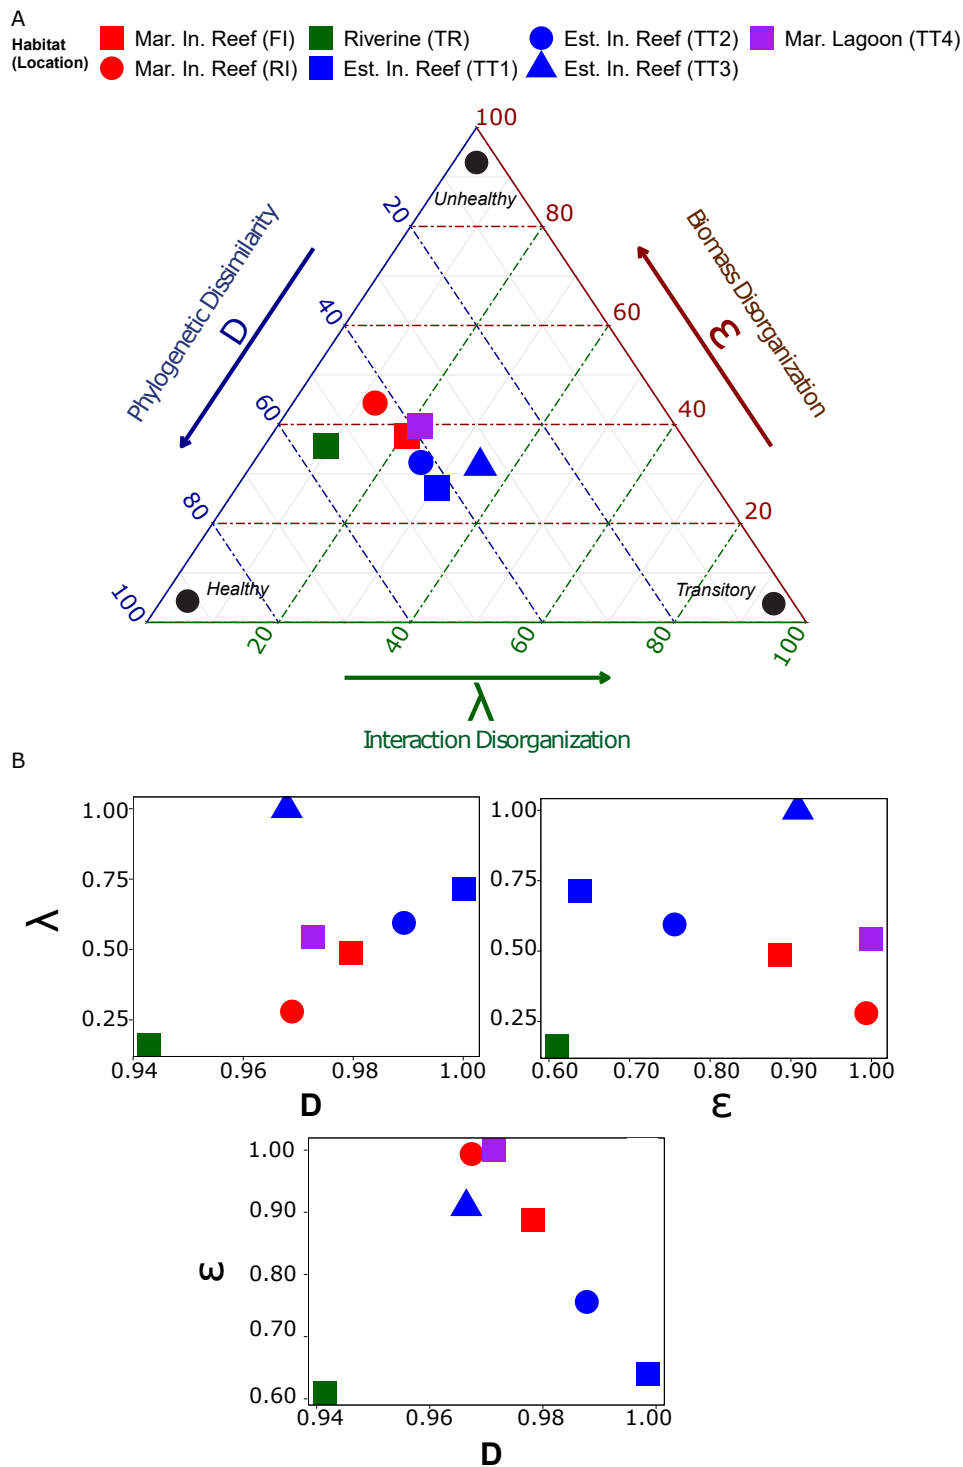 A
Habitat
(Location)
Mar. In. Reef (FI)
Riverine (TR)
Est. In. Reef (TT2)
Mar. Lagoon (TT4)
Mar. In. Reef (RI)
Est. In. Reef (TT1)
Est. In. Reef (TT3)
100
Unhealthy
20
80
Phylogenetic Dissimilarity
D
Biomass Disorganization
ε
40
60
60
40
80
20
100
Healthy
Transitory
20
40
60
80
100
λ
Interaction Disorganization
B
1.00
0.75
0.50
0.25
λ
0.94
0.96
0.98
1.00
D
1.00
0.75
0.50
0.25
0.60
0.70
0.80
0.90
1.00
ε
1.00
0.90
0.80
0.70
0.60
ε
0.94
0.96
0.98
1.00
D